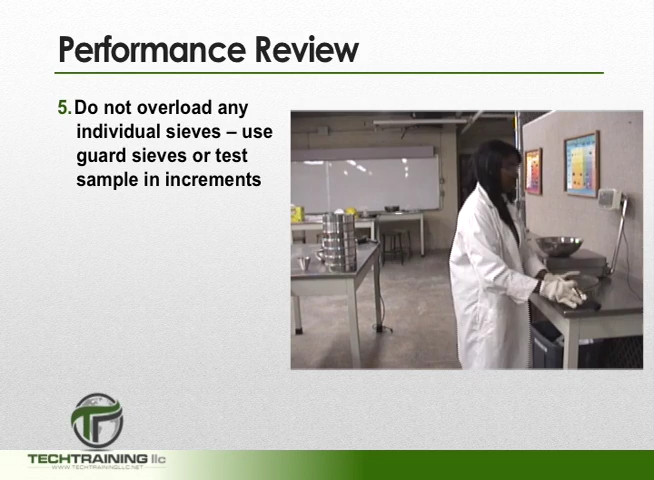 Performance Review
5. Do not overload any
individual sieves – use
guard sieves or test
sample in increments
TECHTRAINING llc
WWW.TECHTRAININGLLC.NET